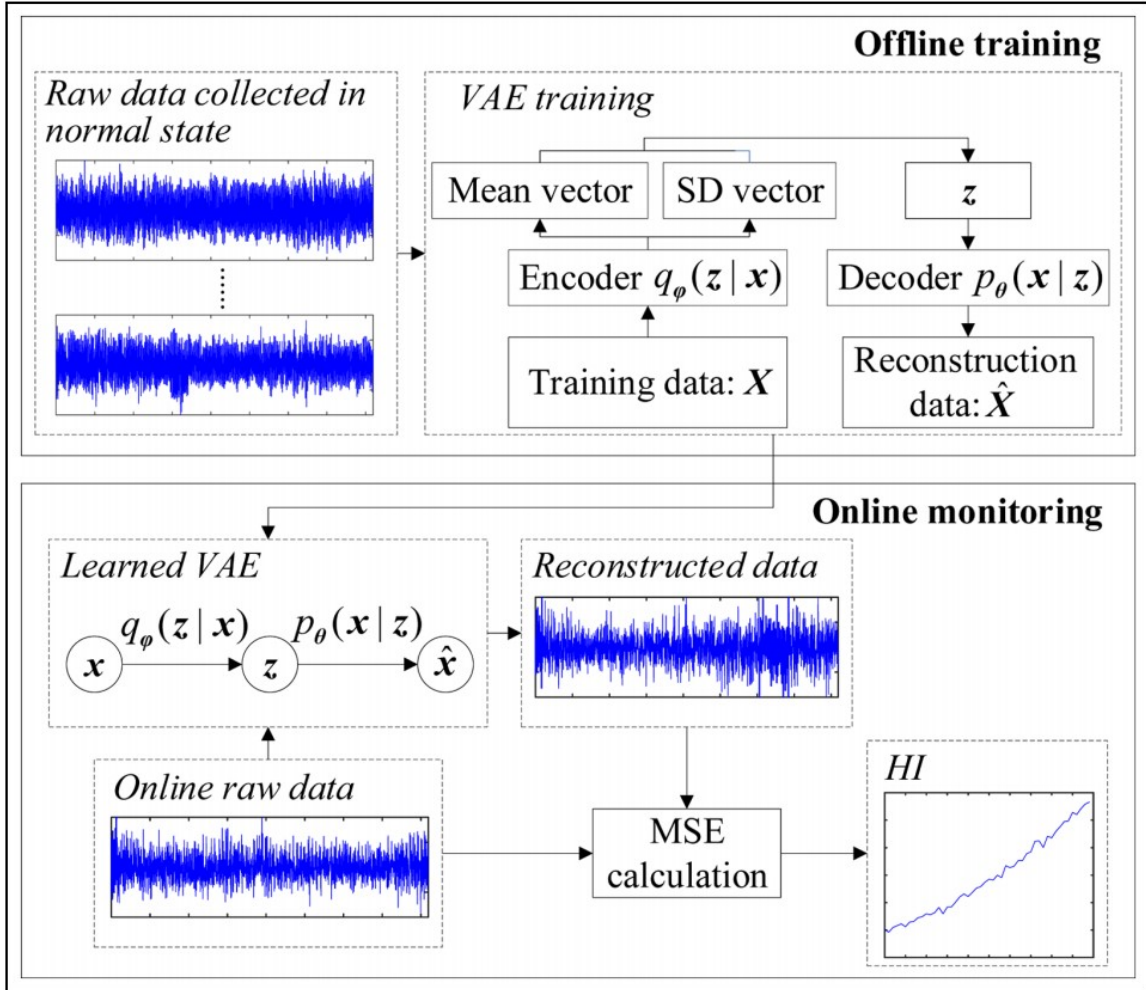 Offline training
Raw data collected in
normal state
VAE training
Mean vector
SD vector
z
Encoder qφ(z | x)
Decoder pθ(x | z)
Training data: X
Reconstruction
data: X̂
Online monitoring
Learned VAE
qφ(z | x)
pθ(x | z)
x
z
x̂
Reconstructed data
Online raw data
MSE
calculation
HI